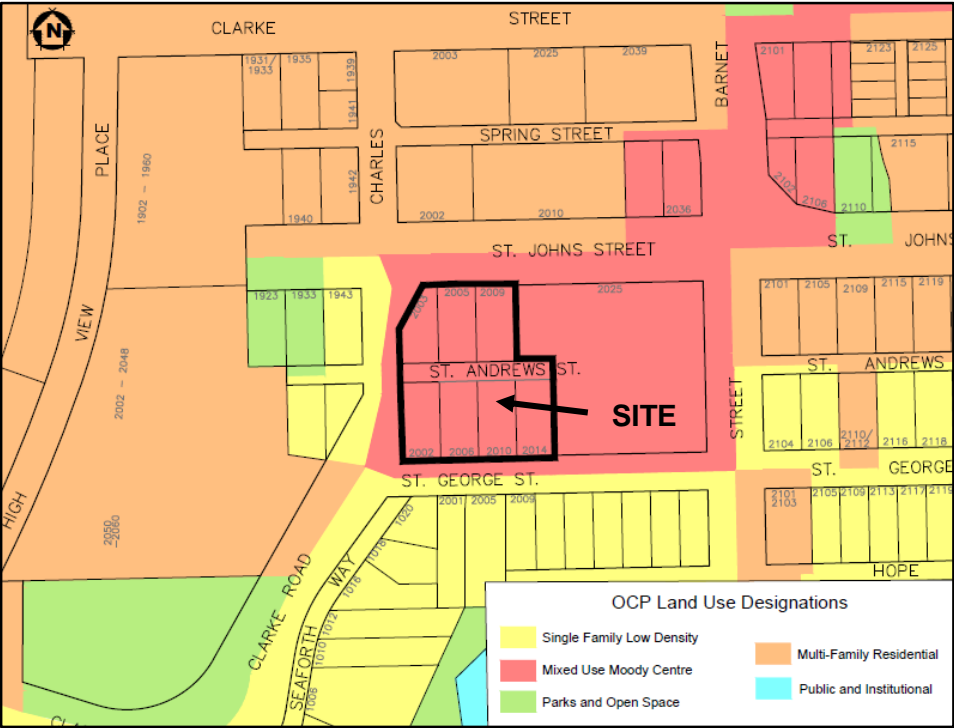 N
CLARKE STREET
1931/
1933
1935
1939
2003
2025
2039
BARNET
2101
2123
2125
1941
PLACE
SPRING STREET
CHARLES
1902 - 1960
1942
2115
2102
2106
2110
1940
2002
2010
2036
ST. JOHNS STREET
ST. JOHNS
1923
1933
1943
2003
2005
2009
2025
2101
2105
2109
2115
2119
VIEW
ST. ANDREWS ST.
ST. ANDREWS
2002 - 2048
SITE
STREET
2104
2106
2110/
2112
2116
2118
2002
2006
2010
2014
ST. GEORGE ST.
ST. GEORGE
HIGH
2050
-2060
1020
2001
2005
2009
2101
2103
2105
2109
2113
2117
2119
1018
WAY
1016
HOPE
CLARKE ROAD
1012
1010
SEAFORTH
1008
CLA
OCP Land Use Designations
Single Family Low Density
Mixed Use Moody Centre
Parks and Open Space
Multi-Family Residential
Public and Institutional